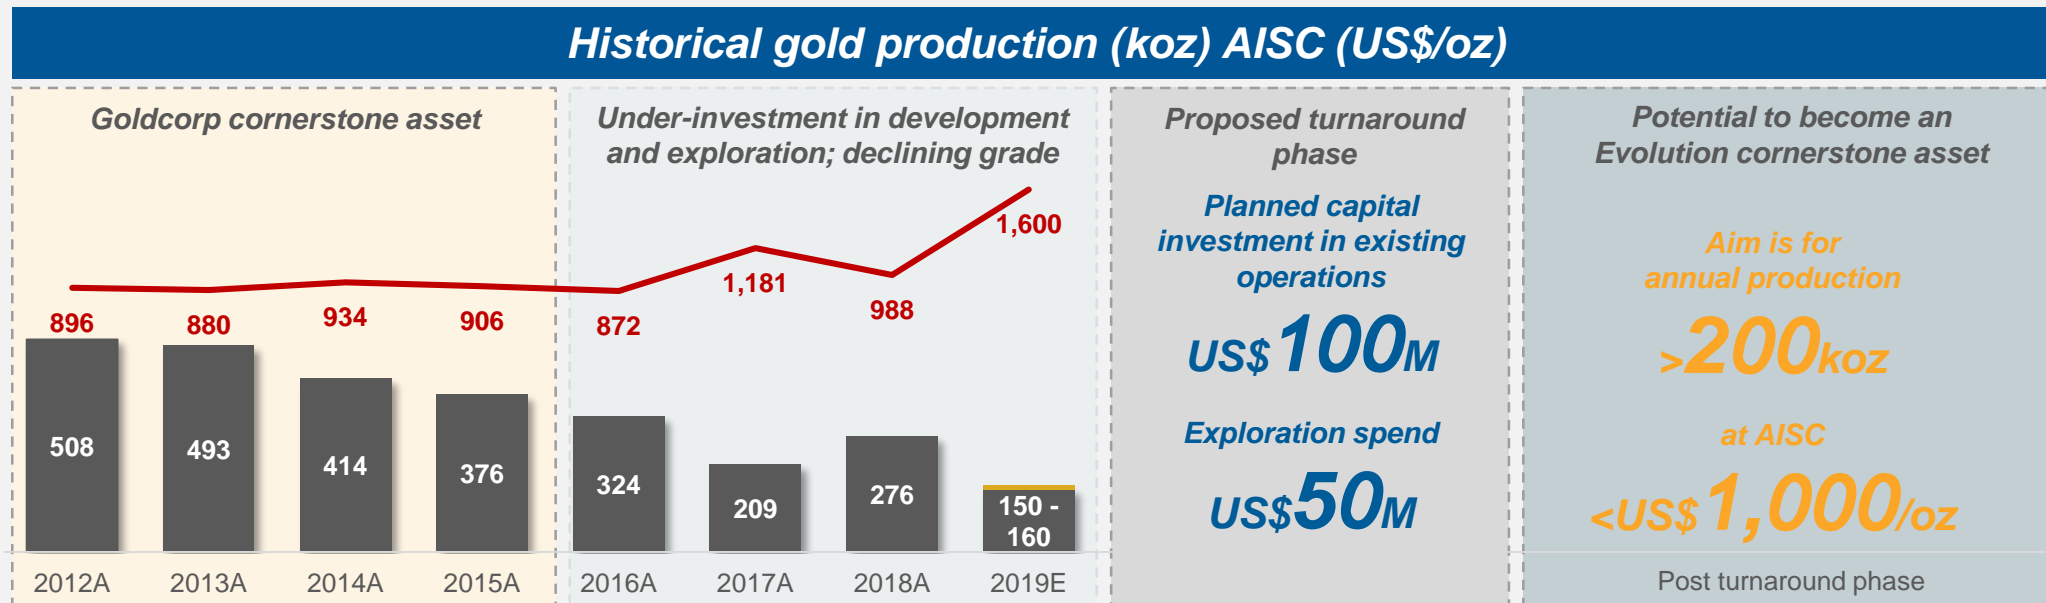 Historical gold production (koz) AISC (US$/oz)
Goldcorp cornerstone asset
896
880
934
906
508
493
414
376
2012A
2013A
2014A
2015A
Under-investment in development
and exploration; declining grade
872
1,181
988
1,600
324
209
276
150 -
160
2016A
2017A
2018A
2019E
Proposed turnaround
phase
Planned capital
investment in existing
operations
US$100M
Exploration spend
US$50M
Potential to become an
Evolution cornerstone asset
Aim is for
annual production
>200koz
at AISC
<US$1,000/oz
Post turnaround phase